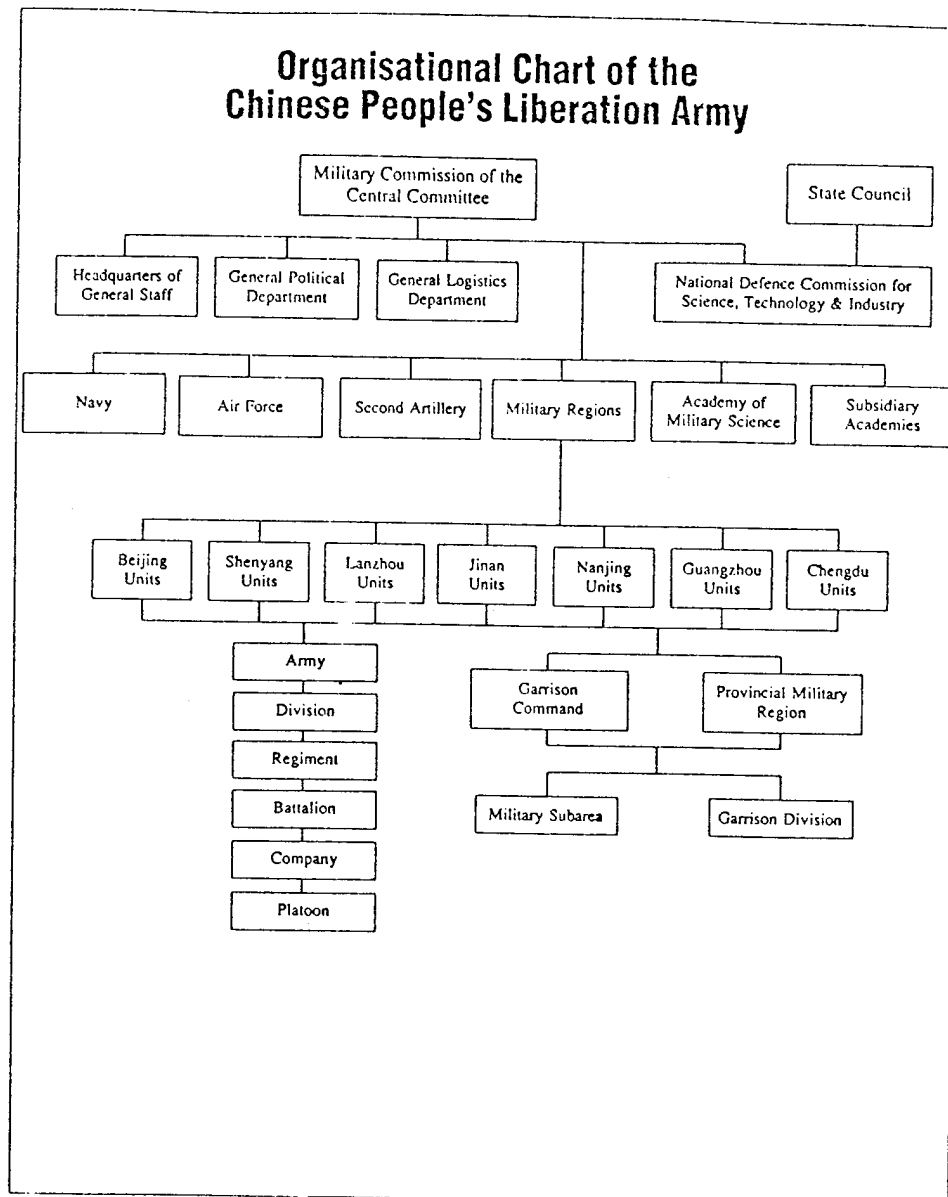 Organisational Chart of the
Chinese People's Liberation Army
Military Commission of the
Central Committee
State Council
Headquarters of
General Staff
General Political
Department
General Logistics
Department
National Defence Commission for
Science, Technology & Industry
Navy
Air Force
Second Artillery
Military Regions
Academy of
Military Science
Subsidiary
Academies
Beijing
Units
Shenyang
Units
Lanzhou
Units
Jinan
Units
Nanjing
Units
Guangzhou
Units
Chengdu
Units
Army
Division
Regiment
Battalion
Company
Platoon
Garrison
Command
Provincial Military
Region
Military Subarea
Garrison Division